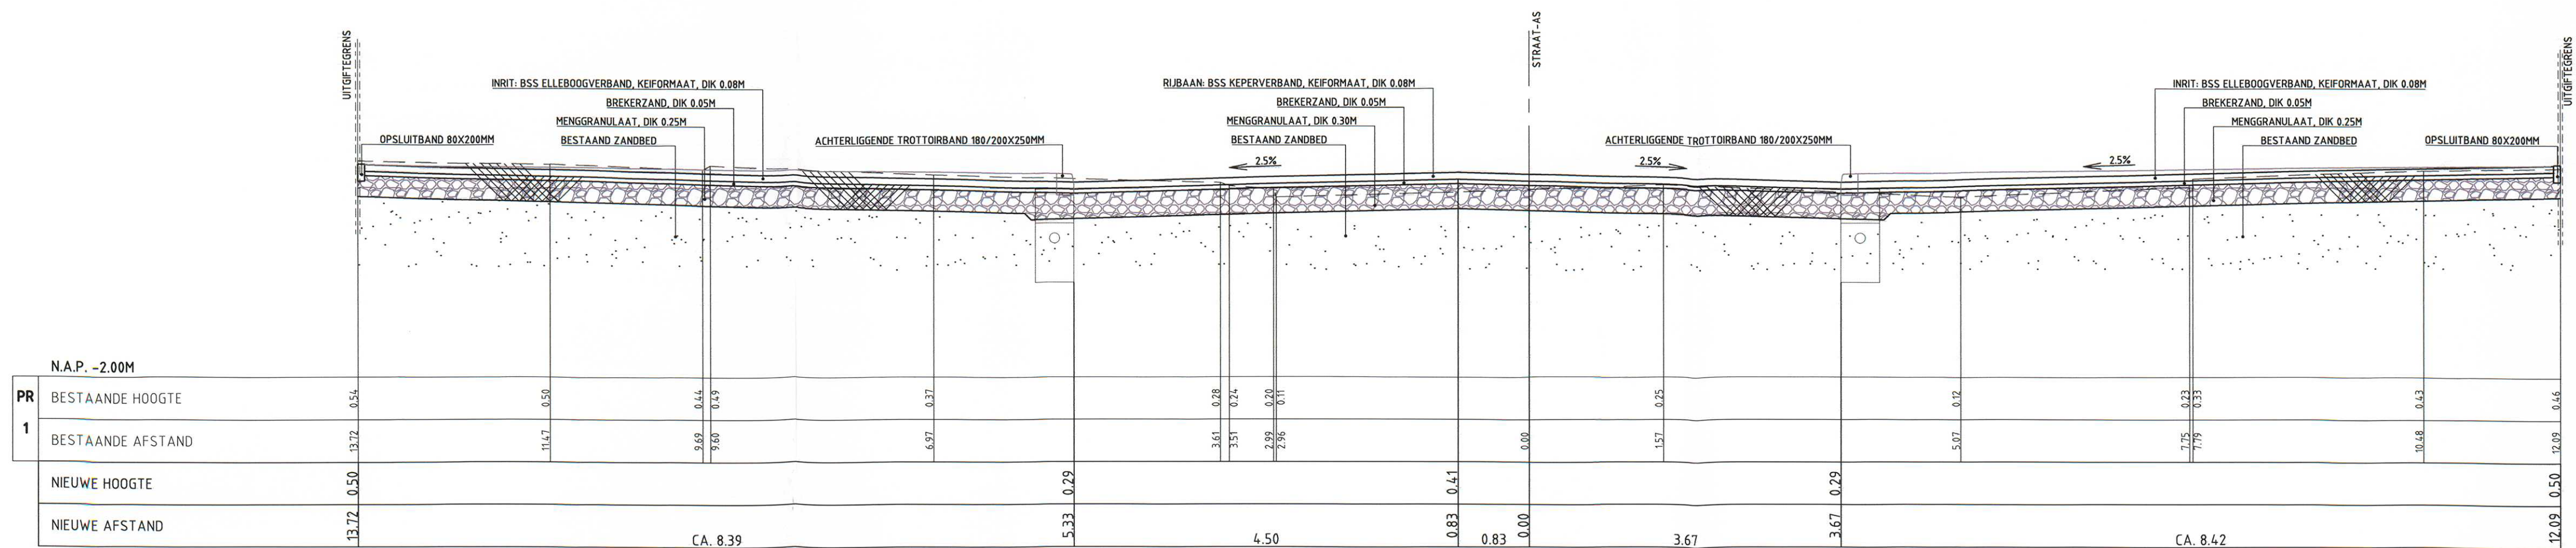 UITGIFTEGRENS
STRAAT-AS
UITGIFTEGRENS
INRIT: BSS ELLEBOOGVERBAND, KEIFORMAAT, DIK 0.08M
BREKERZAND, DIK 0.05M
MENGGRANULAAT, DIK 0.25M
OPSLUITBAND 80X200MM
BESTAAND ZANDBED
ACHTERLIGGENDE TROTTOIRBAND 180/200X250MM
RIJBAAN: BSS KEPERVERBAND, KEIFORMAAT, DIK 0.08M
BREKERZAND, DIK 0.05M
MENGGRANULAAT, DIK 0.30M
BESTAAND ZANDBED
2.5%
ACHTERLIGGENDE TROTTOIRBAND 180/200X250MM
2.5%
INRIT: BSS ELLEBOOGVERBAND, KEIFORMAAT, DIK 0.08M
BREKERZAND, DIK 0.05M
MENGGRANULAAT, DIK 0.25M
BESTAAND ZANDBED
OPSLUITBAND 80X200MM
2.5%
N.A.P. -2.00M
PR
1
BESTAANDE HOOGTE 0.54 0.50 0.44 0.49 0.37 0.28 0.24 0.20 0.11 0.25 0.12 0.23 0.33 0.43 0.46
BESTAANDE AFSTAND 13.72 11.47 9.69 9.60 6.97 3.61 3.51 2.99 2.96 0.00 1.57 5.07 7.75 7.79 10.48 12.09
NIEUWE HOOGTE 0.50 0.29 0.41 0.29 0.50
NIEUWE AFSTAND 13.72 CA. 8.39 5.33 4.50 0.83 0.83 0.00 3.67 3.67 CA. 8.42 12.09